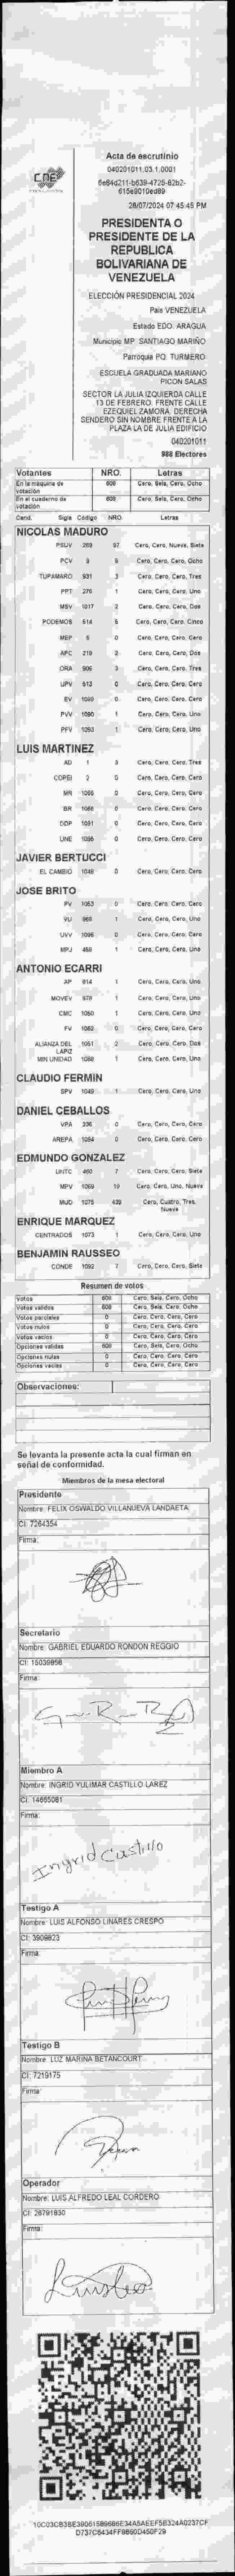 CNE
Acta de escrutinio
040201011.03.1.0001
28/07/2024 07:45:45 PM
PRESIDENTA O
PRESIDENTE DE LA
REPUBLICA
BOLIVARIANA DE
VENEZUELA
ELECCIÓN PRESIDENCIAL 2024
País VENEZUELA
Estado EDO. ARAGUA
Municipio MP. SANTIAGO MARIÑO
Parroquia PQ. TURMERO
ESCUELA GRADUADA MARIANO
PICON SALAS
SECTOR LA JULIA IZQUIERDA CALLE
13 DE FEBRERO. FRENTE CALLE
EZEQUIEL ZAMORA. DERECHA
SENDERO SIN NOMBRE FRENTE A LA
PLAZA LA DE JULIA EDIFICIO
040201011
988 Electores
Votantes NRO. Letras
En la máquina de votación 608 Cero, Seis, Cero, Ocho
En el cuaderno de votación 608 Cero, Seis, Cero, Ocho
Cand. Sigla Código NRO. Letras
NICOLAS MADURO
PSUV 269 97 Cero, Cero, Nueve, Siete
PCV 8 Cero, Cero, Cero, Ocho
TUPAMARO 931 3 Cero, Cero, Cero, Tres
PPT 276 1 Cero, Cero, Cero, Uno
MSV 1017 2 Cero, Cero, Cero, Dos
PODEMOS 514 5 Cero, Cero, Cero, Cinco
MEP 5 0 Cero, Cero, Cero, Cero
APC 219 2 Cero, Cero, Cero, Dos
ORA 906 3 Cero, Cero, Cero, Tres
UPV 613 0 Cero, Cero, Cero, Cero
EV 1099 0 Cero, Cero, Cero, Cero
PVV 1090 1 Cero, Cero, Cero, Uno
PFV 1093 1 Cero, Cero, Cero, Uno
LUIS MARTINEZ
AD 1 3 Cero, Cero, Cero, Tres
COPEI 2 0 Cero, Cero, Cero, Cero
MR 1055 0 Cero, Cero, Cero, Cero
BR 1066 0 Cero, Cero, Cero, Cero
DDP 1091 0 Cero, Cero, Cero, Cero
UNE 1096 0 Cero, Cero, Cero, Cero
JAVIER BERTUCCI
EL CAMBIO 1048 0 Cero, Cero, Cero, Cero
JOSE BRITO
PV 1053 0 Cero, Cero, Cero, Cero
VU 968 1 Cero, Cero, Cero, Uno
UVV 1096 0 Cero, Cero, Cero, Cero
MPJ 458 1 Cero, Cero, Cero, Uno
ANTONIO ECARRI
AP 914 1 Cero, Cero, Cero, Uno
MOVEV 978 1 Cero, Cero, Cero, Uno
CMC 1050 1 Cero, Cero, Cero, Uno
FV 1052 0 Cero, Cero, Cero, Cero
ALIANZA DEL LAPIZ 1051 2 Cero, Cero, Cero, Dos
MIN UNIDAD 1088 1 Cero, Cero, Cero, Uno
CLAUDIO FERMIN
SPV 1049 1 Cero, Cero, Cero, Uno
DANIEL CEBALLOS
VPA 236 0 Cero, Cero, Cero, Cero
AREPA 1084 0 Cero, Cero, Cero, Cero
EDMUNDO GONZALEZ
UNTC 460 7 Cero, Cero, Cero, Siete
MPV 1069 19 Cero, Cero, Uno, Nueve
MUD 1075 439 Cero, Cuatro, Tres, Nueve
ENRIQUE MARQUEZ
CENTRADOS 1073 1 Cero, Cero, Cero, Uno
BENJAMIN RAUSSEO
CONDE 1092 7 Cero, Cero, Cero, Siete
Resumen de votos
Votos 608 Cero, Seis, Cero, Ocho
Votos validos 608 Cero, Seis, Cero, Ocho
Votos parciales 0 Cero, Cero, Cero, Cero
Votos nulos 0 Cero, Cero, Cero, Cero
Votos vacios 0 Cero, Cero, Cero, Cero
Opciones validas 608 Cero, Seis, Cero, Ocho
Opciones nulas 0 Cero, Cero, Cero, Cero
Opciones vacias 0 Cero, Cero, Cero, Cero
Observaciones:
Se levanta la presente acta la cual firman en
señal de conformidad.
Miembros de la mesa electoral
Presidente
Nombre: FELIX OSWALDO VILLANUEVA LANDAETA
CI: 7264354
Firma:
Secretario
Nombre: GABRIEL EDUARDO RONDON REGGIO
CI: 15039856
Firma:
Miembro A
Nombre: INGRID YULIMAR CASTILLO LAREZ
CI: 14665081
Firma:
Ingrid Castillo
Testigo A
Nombre: LUIS ALFONSO LINARES CRESPO
CI: 3909823
Firma:
Testigo B
Nombre: LUZ MARINA BETANCOURT
CI: 7219175
Firma:
Operador
Nombre: LUIS ALFREDO LEAL CORDERO
CI: 26791830
Firma: